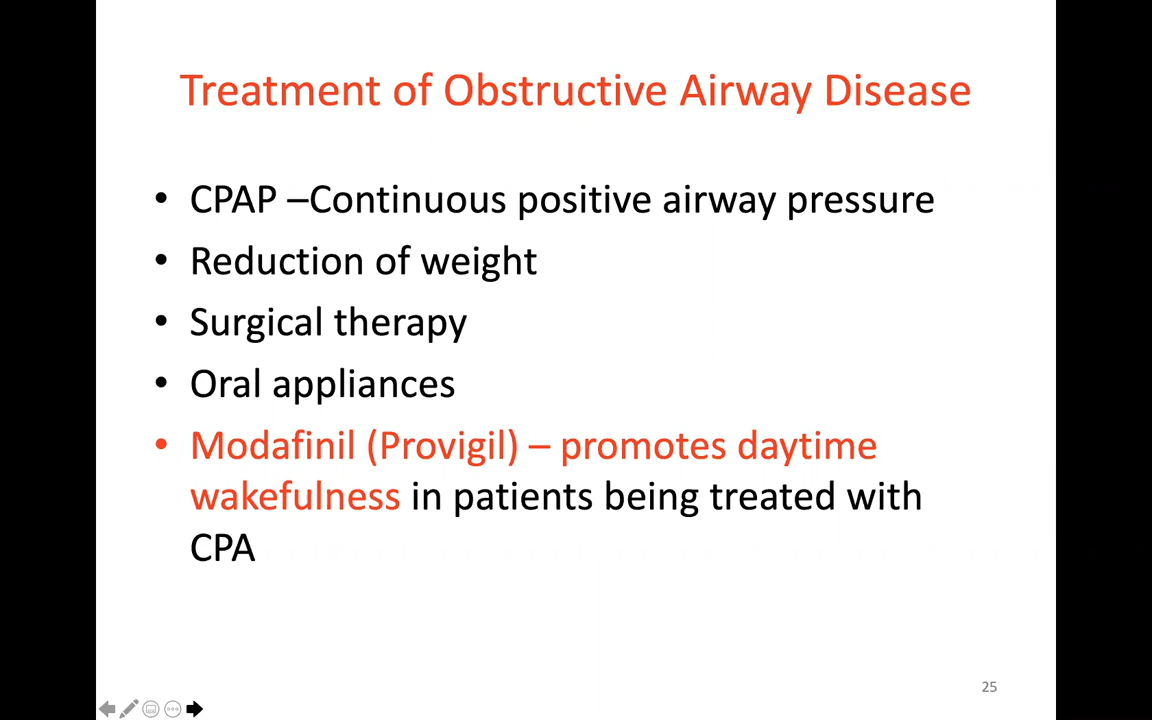 Treatment of Obstructive Airway Disease
• CPAP –Continuous positive airway pressure
• Reduction of weight
• Surgical therapy
• Oral appliances
• Modafinil (Provigil) – promotes daytime
wakefulness in patients being treated with
CPA
25